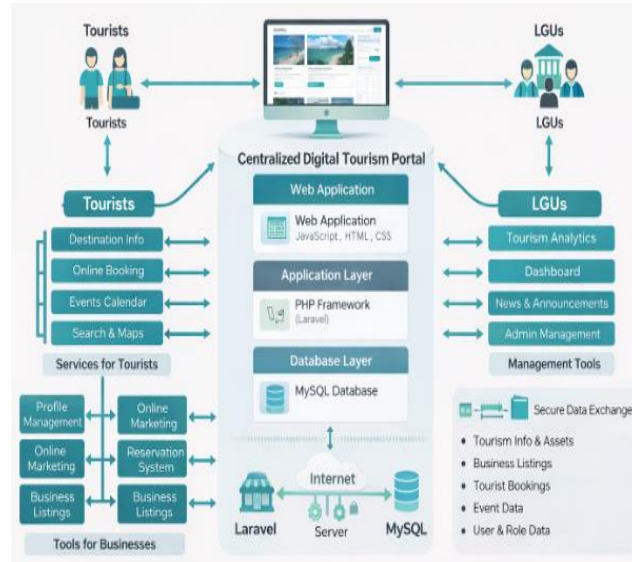 Tourists
LGUs
Tourists
LGUs
Centralized Digital Tourism Portal
Tourists
Destination Info
Online Booking
Events Calendar
Search & Maps
Services for Tourists
Web Application
Web Application
JavaScript, HTML, CSS
Application Layer
PHP Framework
(Laravel)
Database Layer
MySQL Database
LGUs
Tourism Analytics
Dashboard
News & Announcements
Admin Management
Management Tools
Profile
Management
Online
Marketing
Online
Marketing
Reservation
System
Business
Listings
Business
Listings
Tools for Businesses
Internet
Laravel
Server
MySQL
Secure Data Exchange
• Tourism Info & Assets
• Business Listings
• Tourist Bookings
• Event Data
• User & Role Data